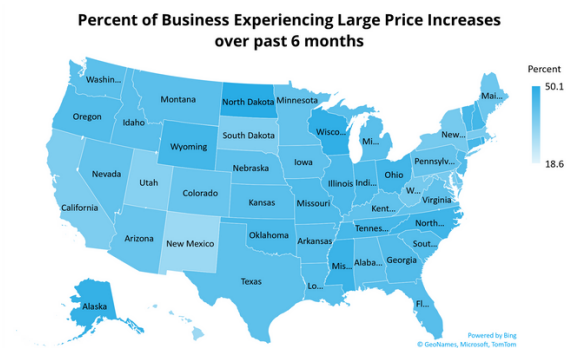 Percent of Business Experiencing Large Price Increases
over past 6 months
Percent
50.1
18.6
Washin...
Montana
North Dakota
Minnesota
Mai...
Oregon
Idaho
South Dakota
Wisco...
Mi...
New...
Wyoming
Nebraska
Iowa
Pennsylv...
Nevada
Utah
Colorado
Kansas
Missouri
Illinois
Indi...
Ohio
W...
Virginia
California
Kent...
Arizona
New Mexico
Oklahoma
Arkansas
Tennes...
North...
Sout...
Texas
Lo...
Mis...
Alaba...
Georgia
Fl...
Alaska
Powered by Bing
© GeoNames, Microsoft, TomTom